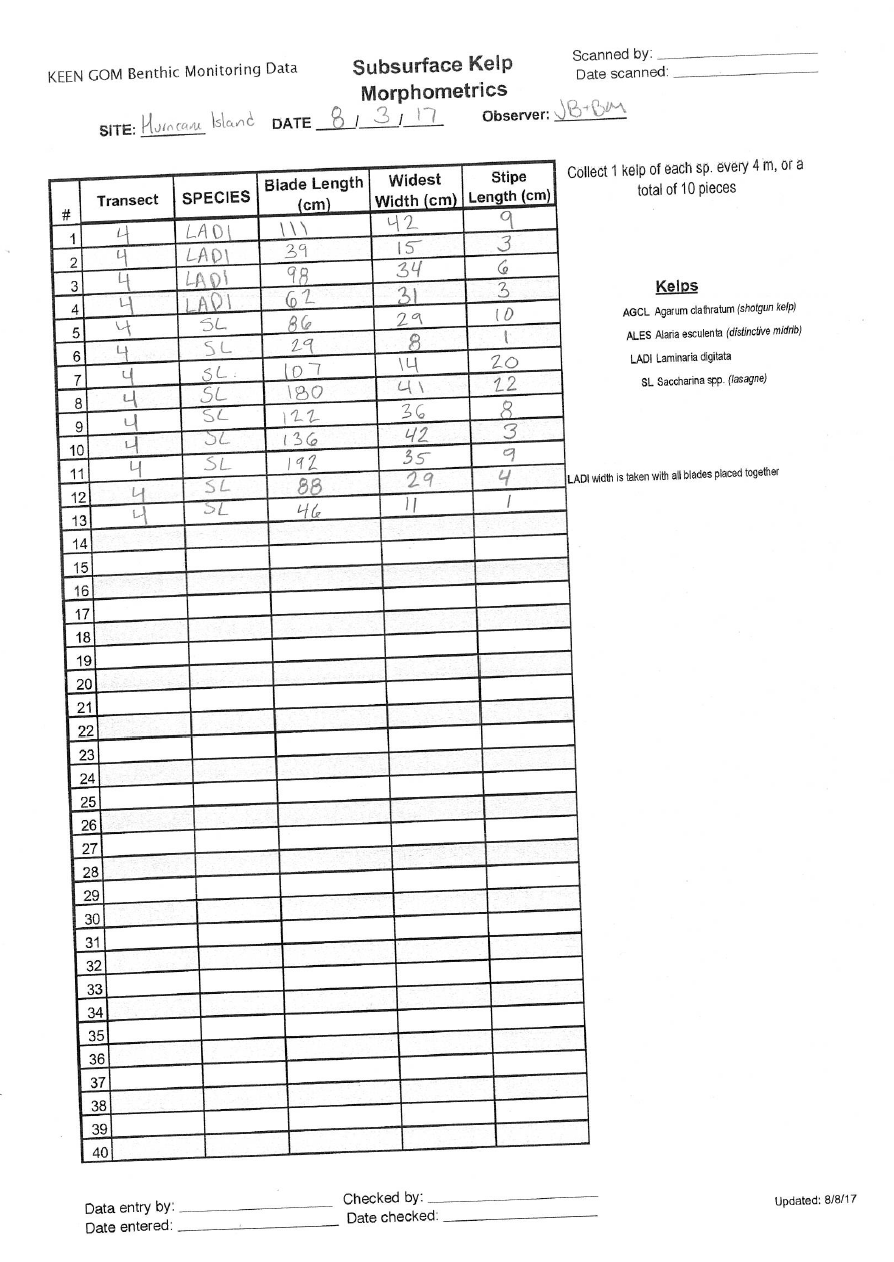 KEEN GOM Benthic Monitoring Data
Subsurface Kelp
Morphometrics
Scanned by:
Date scanned:
SITE: Hurricane Island DATE 8 / 3 / 17 Observer: JB+BM
# Transect SPECIES Blade Length (cm) Widest Width (cm) Stipe Length (cm)
1 4 LADI 111 42 9
2 4 LADI 39 15 3
3 4 LADI 98 34 6
4 4 LADI 62 31 3
5 4 SL 86 29 10
6 4 SL 29 8 1
7 4 SL. 107 14 20
8 4 SL 180 41 22
9 4 SL 122 36 8
10 4 SL 136 42 3
11 4 SL 192 35 9
12 4 SL 88 29 4
13 4 SL 46 11 1
14
15
16
17
18
19
20
21
22
23
24
25
26
27
28
29
30
31
32
33
34
35
36
37
38
39
40
Collect 1 kelp of each sp. every 4 m, or a
total of 10 pieces
Kelps
AGCL Agarum clathratum (shotgun kelp)
ALES Alaria esculenta (distinctive midrib)
LADI Laminaria digitata
SL Saccharina spp. (lasagne)
LADI width is taken with all blades placed together
Data entry by:
Date entered:
Checked by:
Date checked:
Updated: 8/8/17